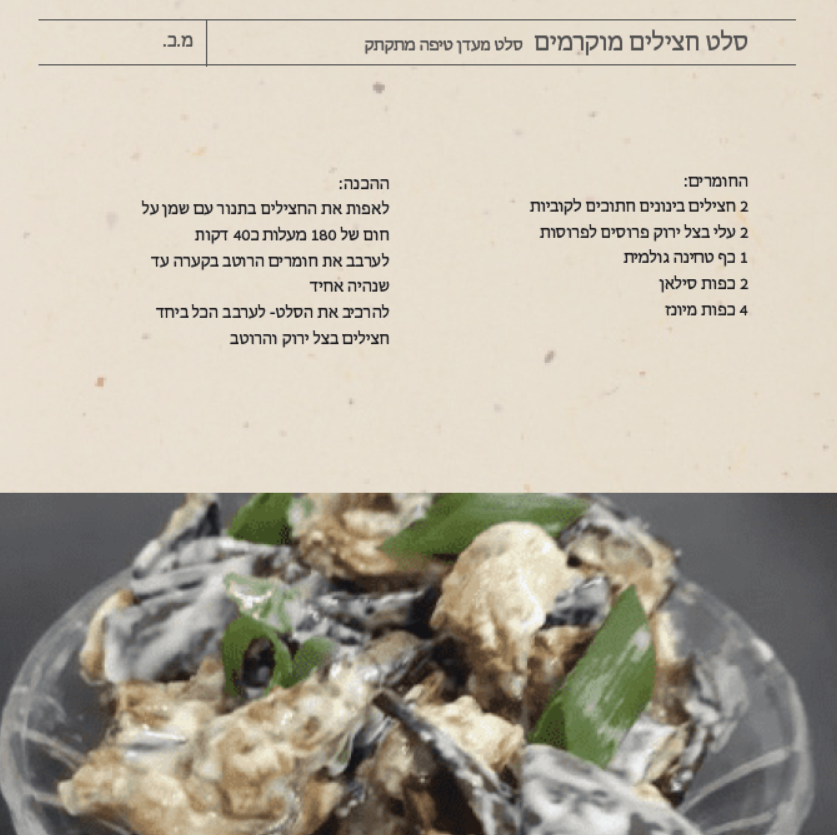 סלט חצילים מוקרמים סלט מעדן טיפה מתקתק
מ.כ.
החומרים:
2 חצילים בינונים חתוכים לקוביות
2 עלי בצל ירוק פרוסים לפרוסות
1 כף טחינה גולמית
2 כפות סילאן
4 כפות מיונז
ההכנה:
לאפות את החצילים בתנור עם שמן על
חום של 180 מעלות כ40 דקות
לערבב את חומרים הרוטב בקערה עד
שנהיה אחיד
להרכיב את הסלט- לערבב הכל ביחד
חצילים בצל ירוק והרוטב